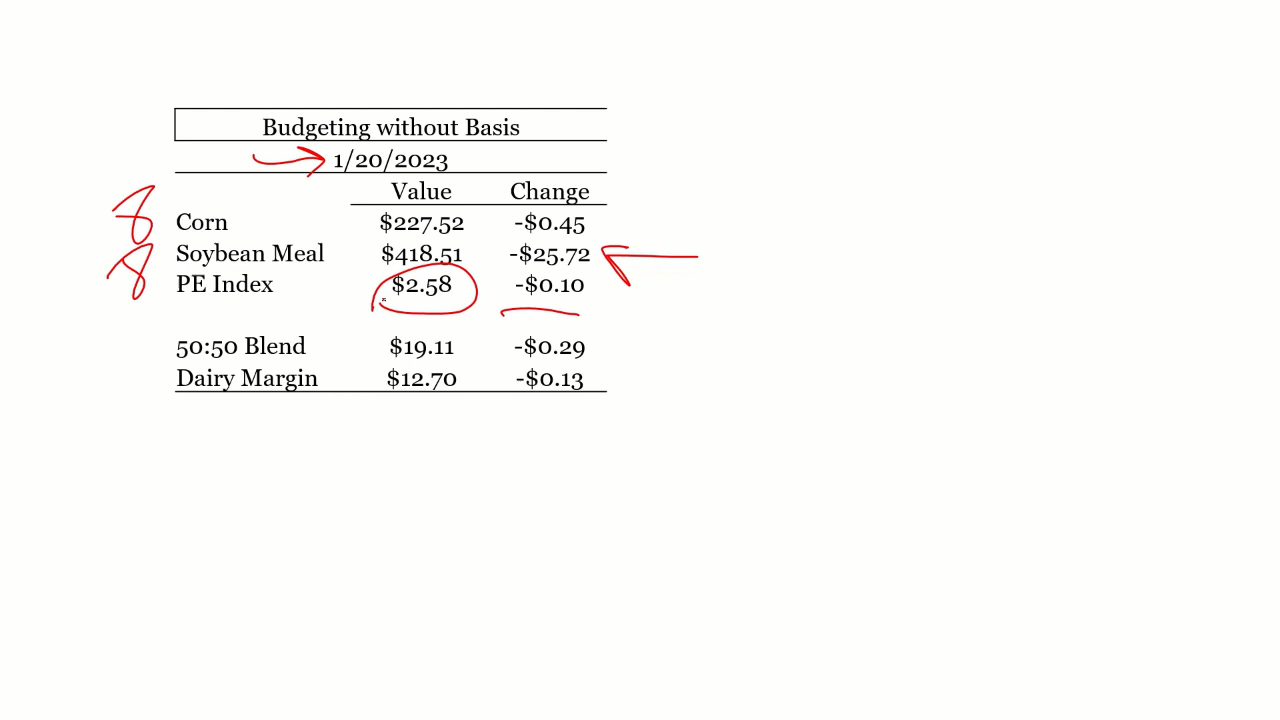 Budgeting without Basis
1/20/2023
Value Change
8 Corn $227.52 -$0.45
8 Soybean Meal $418.51 -$25.72
PE Index $2.58 -$0.10
50:50 Blend $19.11 -$0.29
Dairy Margin $12.70 -$0.13